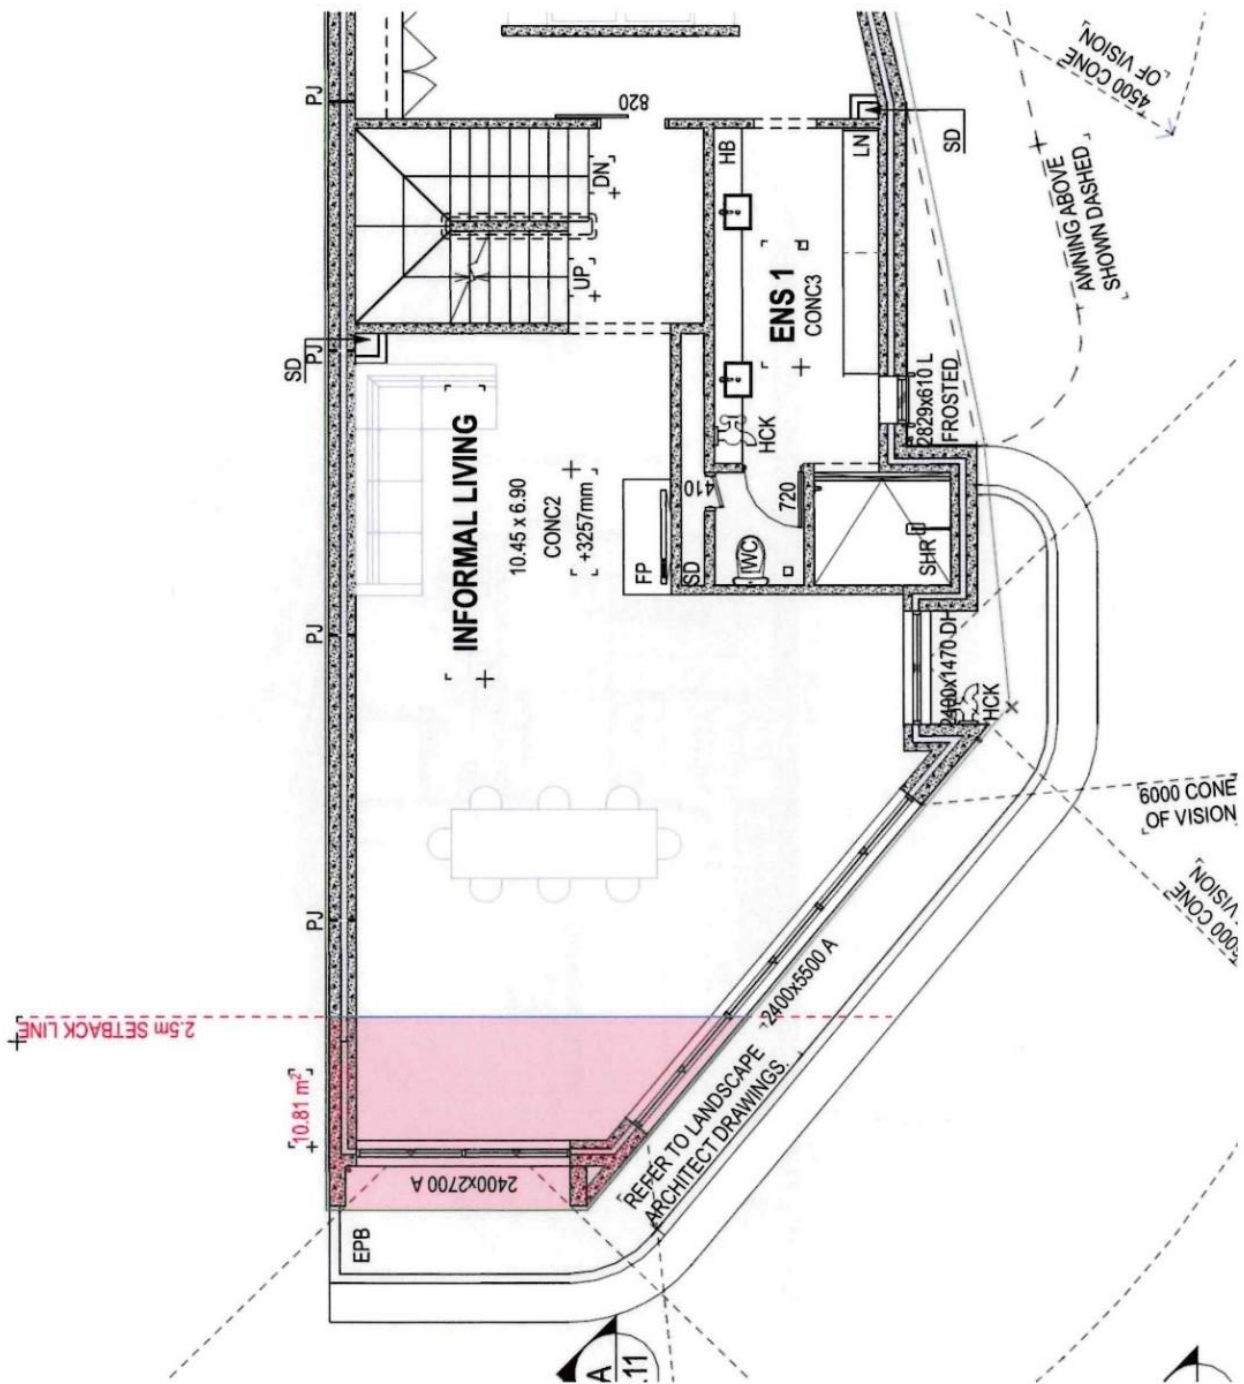 4500 CONE
OF VISION
PJ
820
HB
LN
SD
DN
UP
ENS 1
CONC3
AWNING ABOVE
SHOWN DASHED
SD
PJ
2829x610 L
FROSTED
HCK
INFORMAL LIVING
10.45 x 6.90
CONC2
+3257mm
410
720
FP
SD
WC
SHR
PJ
2400x1470 DH
HCK
6000 CONE
OF VISION
PJ
000 CONE
VISION
2.5m SETBACK LINE
2400x5500 A
10.81 m²
REFER TO LANDSCAPE
ARCHITECT DRAWINGS.
2400x2700 A
EPB
A
.11